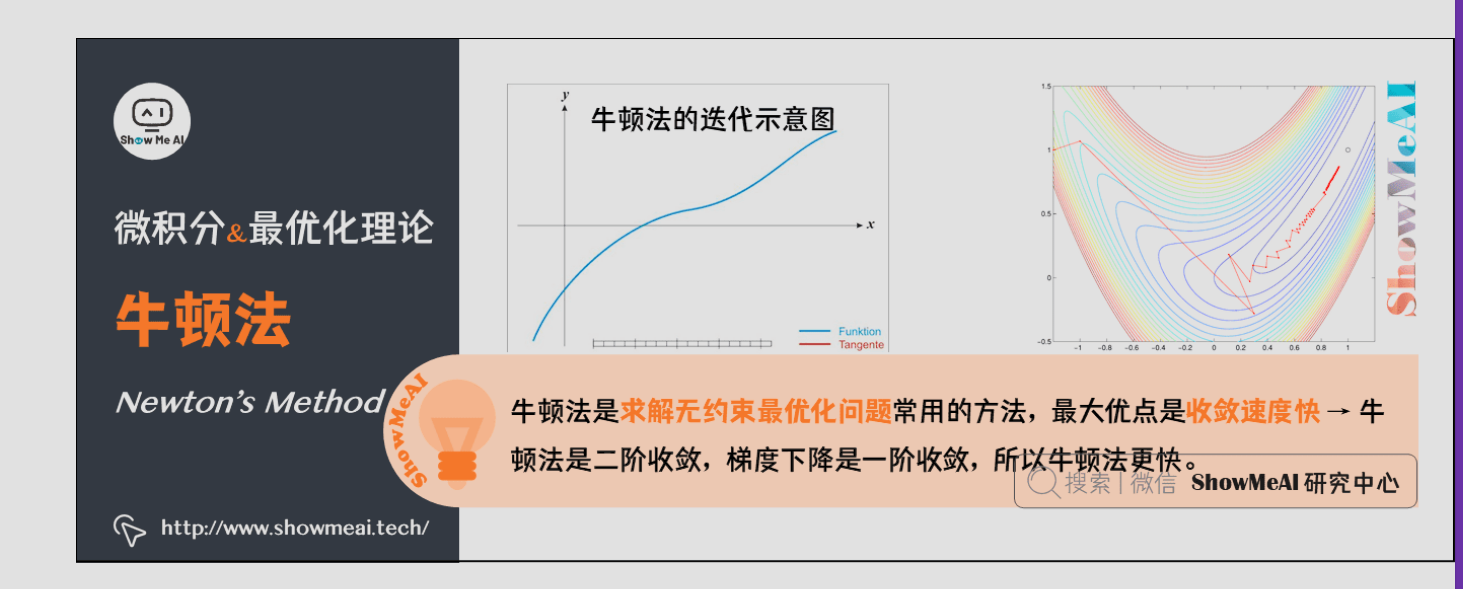 Show Me AI
微积分&最优化理论
牛顿法
Newton's Method
http://www.showmeai.tech/
y
牛顿法的迭代示意图
x
Funktion
Tangente
1.5
1
0.5
0
-0.5
-1 -0.8 -0.6 -0.4 -0.2 0 0.2 0.4 0.6 0.8 1
ShowMeAI
ShowMeAI
牛顿法是求解无约束最优化问题常用的方法，最大优点是收敛速度快 → 牛
顿法是二阶收敛，梯度下降是一阶收敛，所以牛顿法更快。
搜索 | 微信 ShowMeAI 研究中心